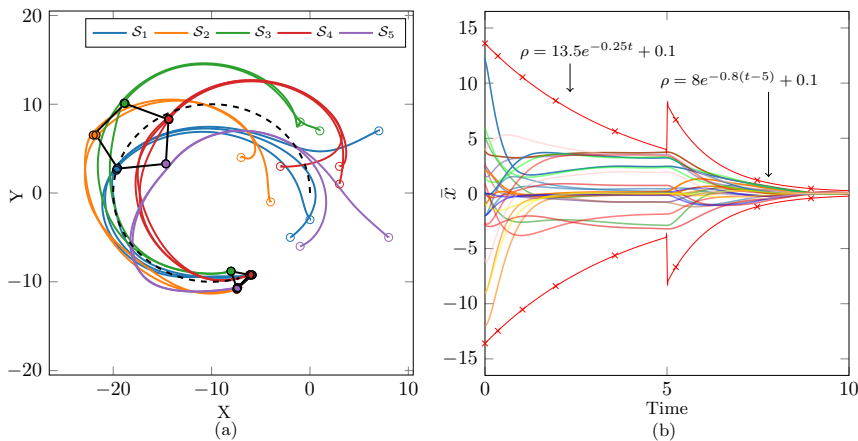 S₁ S₂ S₃ S₄ S₅
20
10
0
−10
−20
Y
−20 −10 0 10
X
(a)
ρ = 13.5e^{−0.25t} + 0.1
ρ = 8e^{−0.8(t−5)} + 0.1
15
10
5
0
−5
−10
−15
x̅
0 5 10
Time
(b)